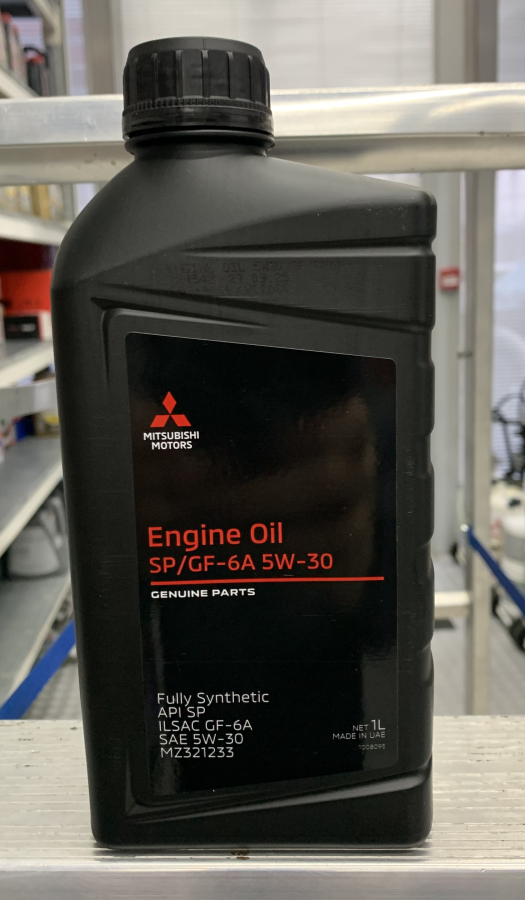 MITSUBISHI
MOTORS
Engine Oil
SP/GF-6A 5W-30
GENUINE PARTS
Fully Synthetic
API SP
ILSAC GF-6A
SAE 5W-30
MZ321233
NET 1L
MADE IN UAE